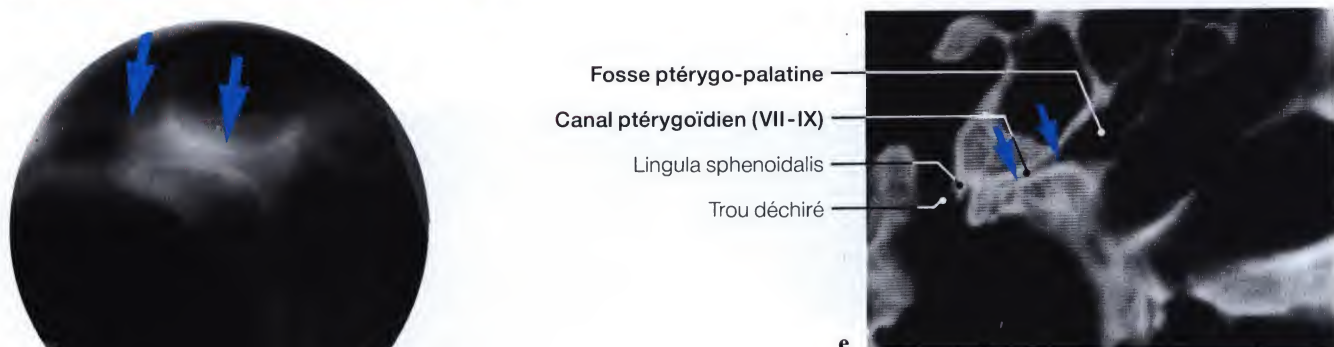 Fosse ptérygo-palatine
Canal ptérygoïdien (VII-IX)
Lingula sphenoidalis
Trou déchiré
e